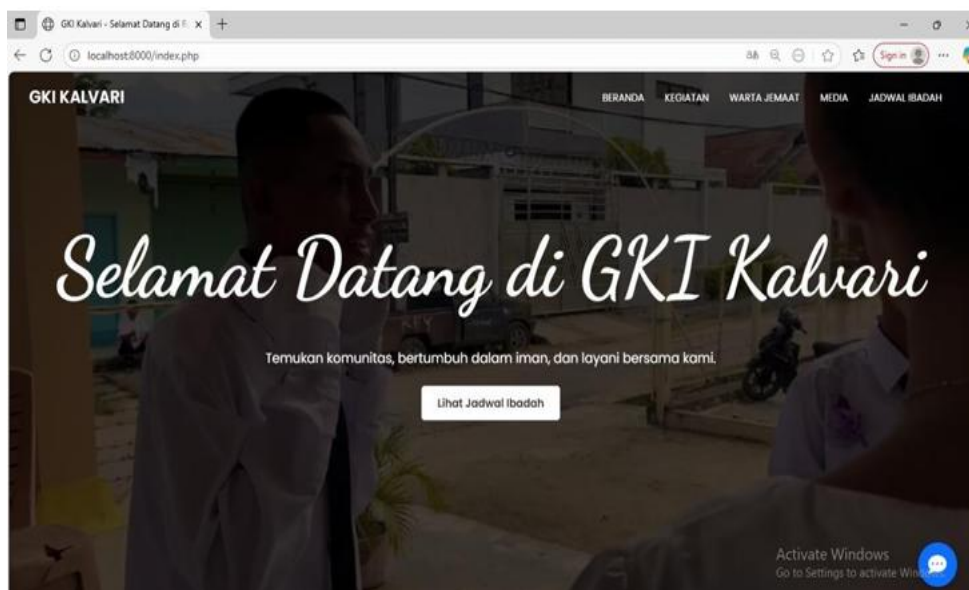 GKI Kalvari - Selamat Datang di
localhost:8000/index.php
Sign in
GKI KALVARI
BERANDA KEGIATAN WARTA JEMAAT MEDIA JADWAL IBADAH
Selamat Datang di GKI Kalvari
Temukan komunitas, bertumbuh dalam iman, dan layani bersama kami.
Lihat Jadwal Ibadah
Activate Windows
Go to Settings to activate